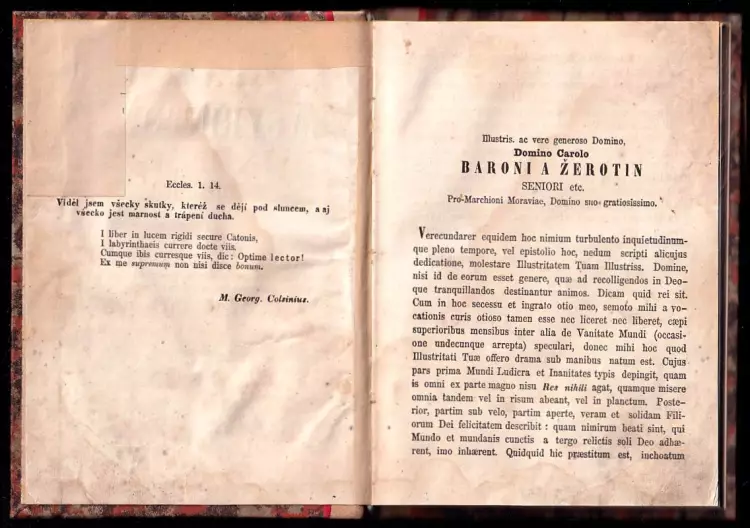 Eccles. 1. 14.
Viděl jsem všecky skutky, kteréž se dějí pod sluncem, a aj
všecko jest marnost a trápení ducha.
I liber in lucem rigidi secure Catonis,
I labyrinthaeis currere docte viis.
Cumque ibis curresque viis, dic: Optime lector!
Ex me supremum non nisi disce bonum.
M. Georg. Colsinius.
Illustris. ac vere generoso Domino,
Domino Carolo
BARONI A ŽEROTIN
SENIORI etc.
Pro-Marchioni Moraviae, Domino suo gratiosissimo.
Verecundarer equidem hoc nimium turbulento inquietudinum-
que pleno tempore, vel epistolio hoc, nedum scripti alicujus
dedicatione, molestare Illustritatem Tuam Illustriss. Domine,
nisi id de eorum esset genere, quæ ad recolligendos in Deo-
que tranquillandos destinantur animos. Dicam quid rei sit.
Cum in hoc secessu et ingrato otio meo, semoto mihi a vo-
cationis curis otioso tamen esse nec liceret nec liberet, cæpi
superioribus mensibus inter alia de Vanitate Mundi (occasi-
one undecunque arrepta) speculari, donec mihi hoc quod
Illustritati Tuæ offero drama sub manibus natum est. Cujus
pars prima Mundi Ludicra et Inanitates typis depingit, quam
is omni ex parte magno nisu Res nihili agat, quamque misere
omnia tandem vel in risum abeant, vel in planctum. Poste-
rior, partim sub velo, partim aperte, veram et solidam Fili-
orum Dei felicitatem describit : quam nimirum beati sint, qui
Mundo et mundanis cunctis a tergo relictis soli Deo adhæ-
rent, imo inhærent. Quidquid hic præstitum est, inchoatum